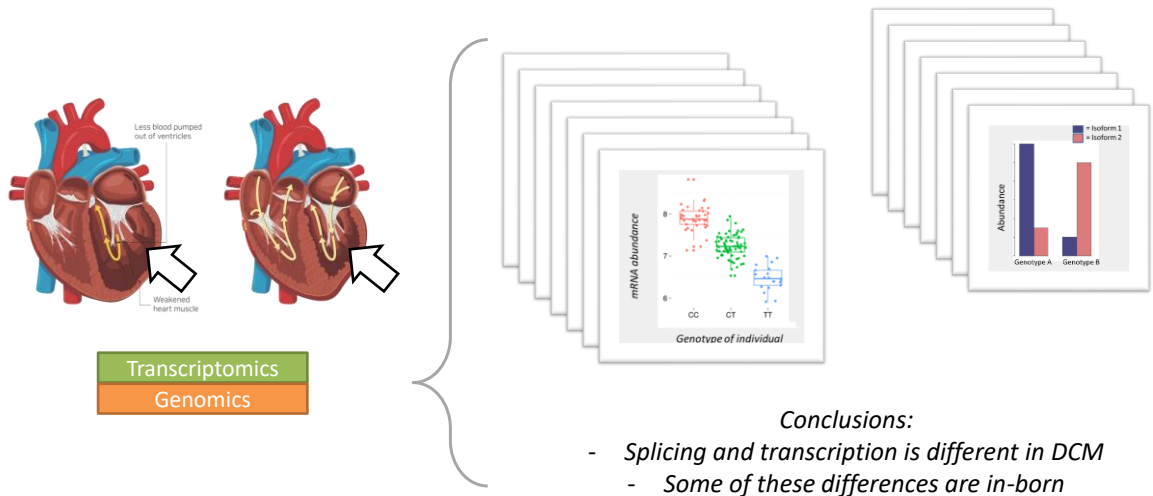 Less blood pumped
out of ventricles
Weakened
heart muscle
Transcriptomics
Genomics
mRNA abundance
8
7
6
CC CT TT
Genotype of individual
= Isoform 1
= Isoform 2
Abundance
Genotype A Genotype B
Conclusions:
- Splicing and transcription is different in DCM
- Some of these differences are in-born